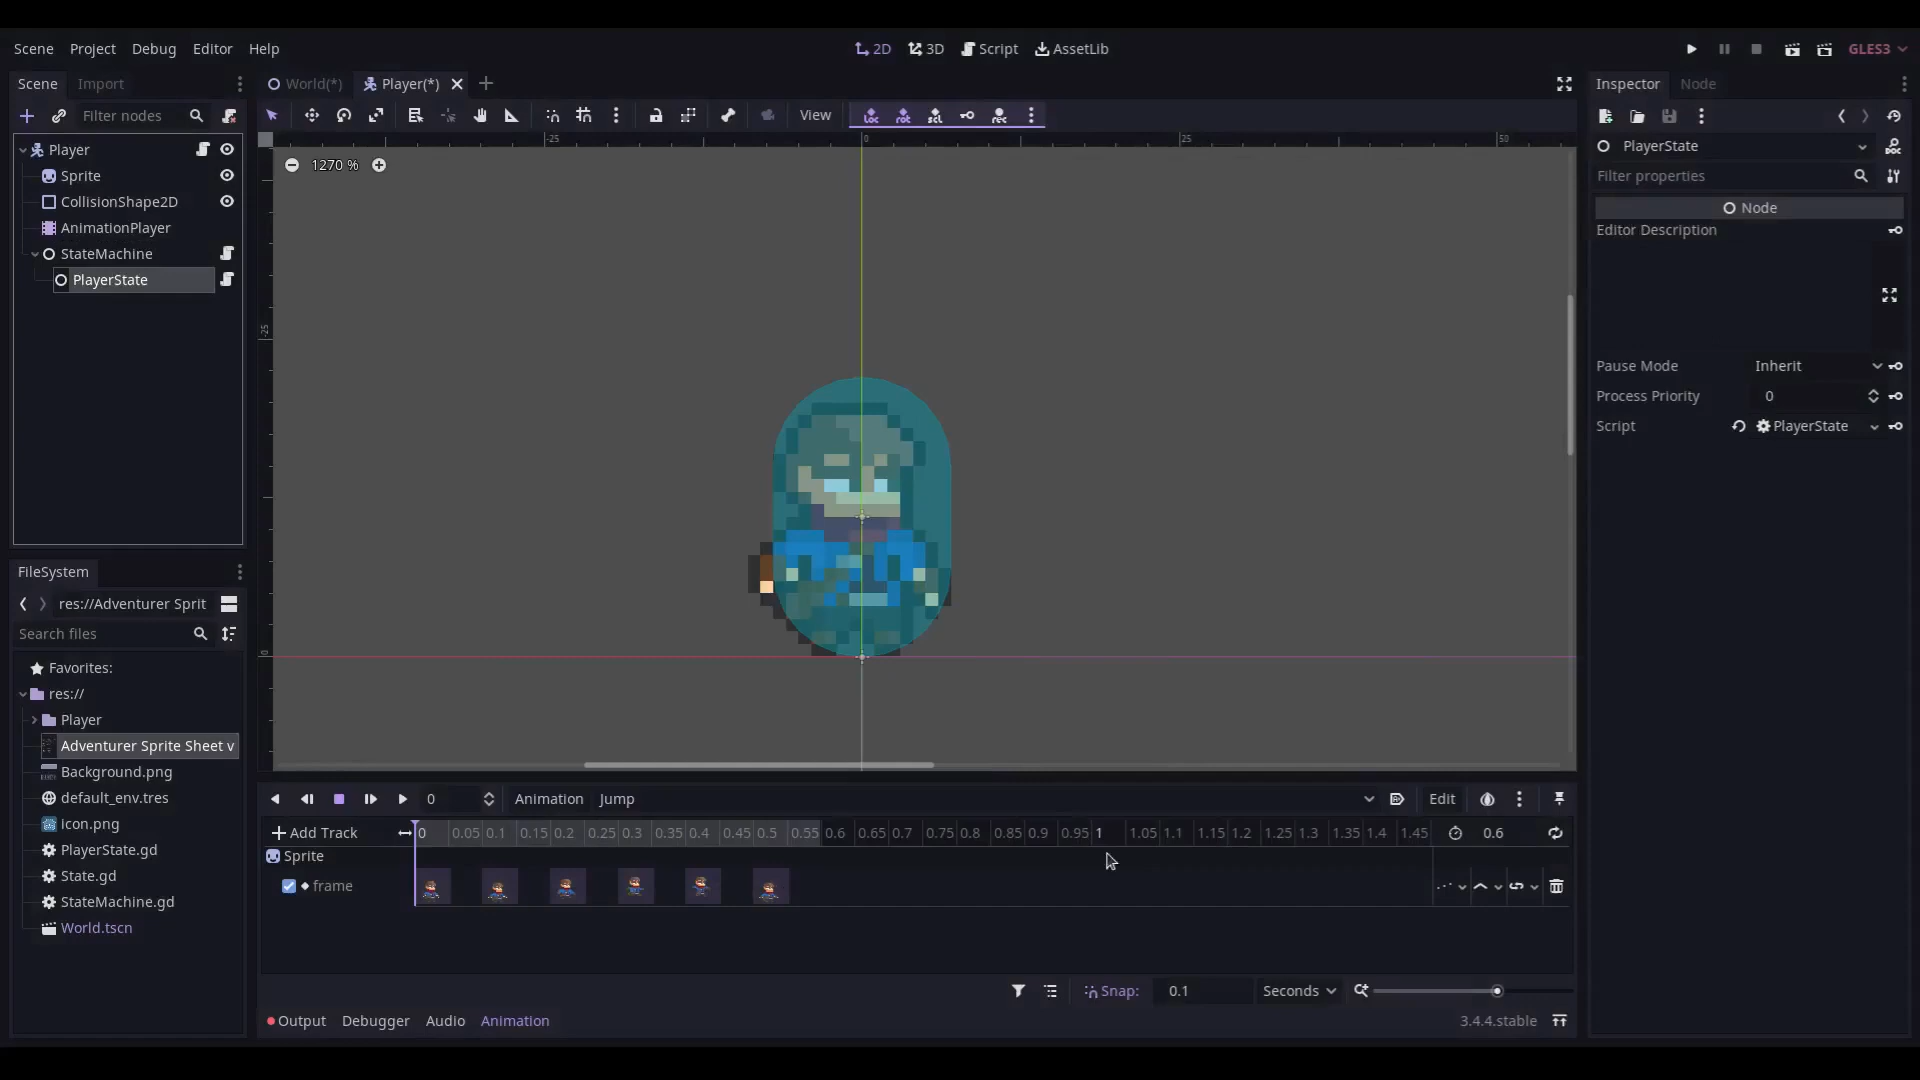 Scene Project Debug Editor Help 2D 3D Script AssetLib GLES3
Scene Import
World(*) Player(*)
Inspector Node
Filter nodes
View
Player
Sprite
CollisionShape2D
AnimationPlayer
StateMachine
PlayerState
-25 0 25 50
1270 %
-25
0
PlayerState
Filter properties
Node
Editor Description
Pause Mode Inherit
Process Priority 0
Script PlayerState
FileSystem
res://Adventurer Sprit
Search files
Favorites:
res://
Player
Adventurer Sprite Sheet v
Background.png
default_env.tres
icon.png
PlayerState.gd
State.gd
StateMachine.gd
World.tscn
0 Animation Jump Edit
Add Track 0 0.05 0.1 0.15 0.2 0.25 0.3 0.35 0.4 0.45 0.5 0.55 0.6 0.65 0.7 0.75 0.8 0.85 0.9 0.95 1 1.05 1.1 1.15 1.2 1.25 1.3 1.35 1.4 1.45 0.6
Sprite
frame
Snap: 0.1 Seconds
Output Debugger Audio Animation 3.4.4.stable